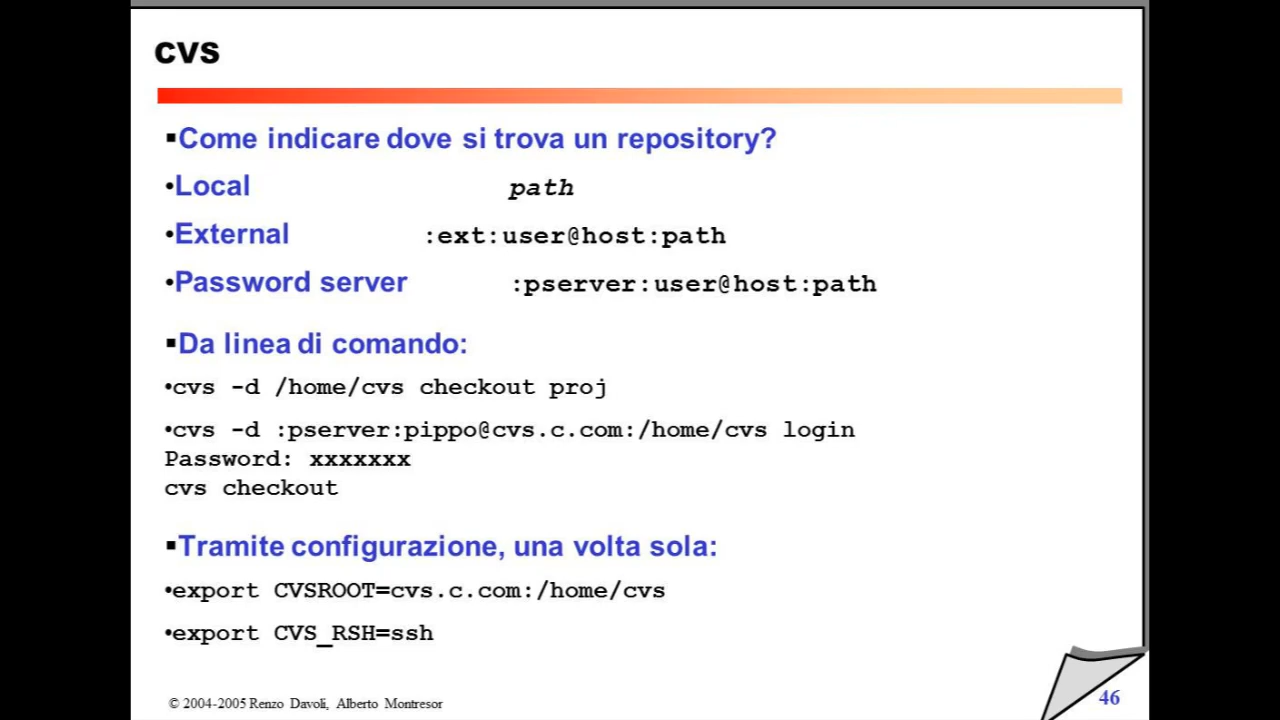 CVS
▪Come indicare dove si trova un repository?
•Local path
•External :ext:user@host:path
•Password server :pserver:user@host:path
▪Da linea di comando:
•cvs -d /home/cvs checkout proj
•cvs -d :pserver:pippo@cvs.c.com:/home/cvs login
Password: xxxxxxx
cvs checkout
▪Tramite configurazione, una volta sola:
•export CVSROOT=cvs.c.com:/home/cvs
•export CVS_RSH=ssh
© 2004-2005 Renzo Davoli, Alberto Montresor
46